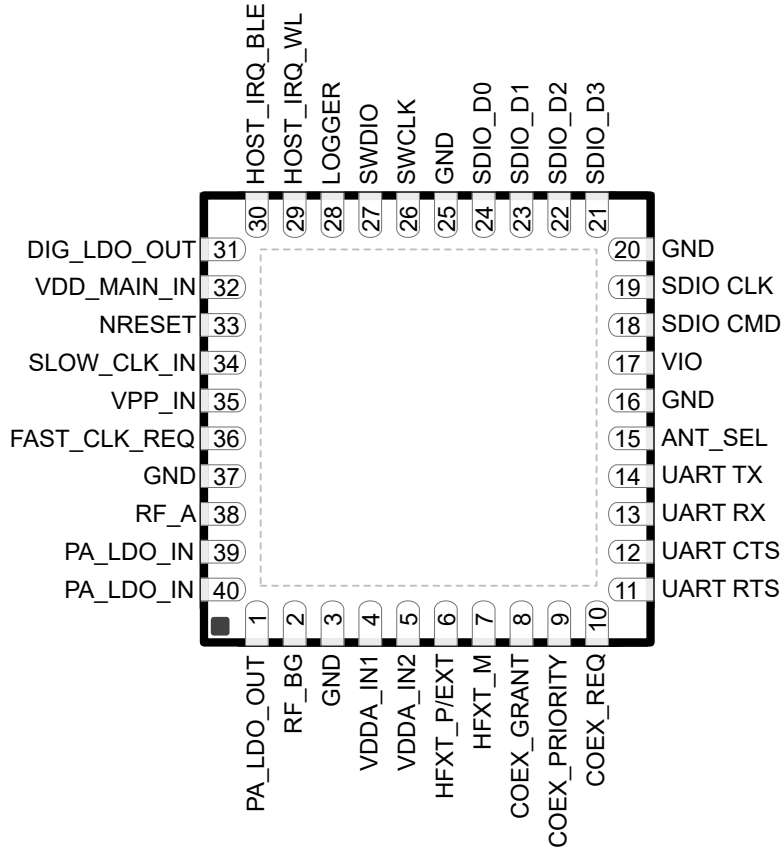 HOST_IRQ_BLE
HOST_IRQ_WL
LOGGER
SWDIO
SWCLK
GND
SDIO_D0
SDIO_D1
SDIO_D2
SDIO_D3
30
29
28
27
26
25
24
23
22
21
DIG_LDO_OUT 31
VDD_MAIN_IN 32
NRESET 33
SLOW_CLK_IN 34
VPP_IN 35
FAST_CLK_REQ 36
GND 37
RF_A 38
PA_LDO_IN 39
PA_LDO_IN 40
20 GND
19 SDIO CLK
18 SDIO CMD
17 VIO
16 GND
15 ANT_SEL
14 UART TX
13 UART RX
12 UART CTS
11 UART RTS
1
2
3
4
5
6
7
8
9
10
PA_LDO_OUT
RF_BG
GND
VDDA_IN1
VDDA_IN2
HFXT_P/EXT
HFXT_M
COEX_GRANT
COEX_PRIORITY
COEX_REQ